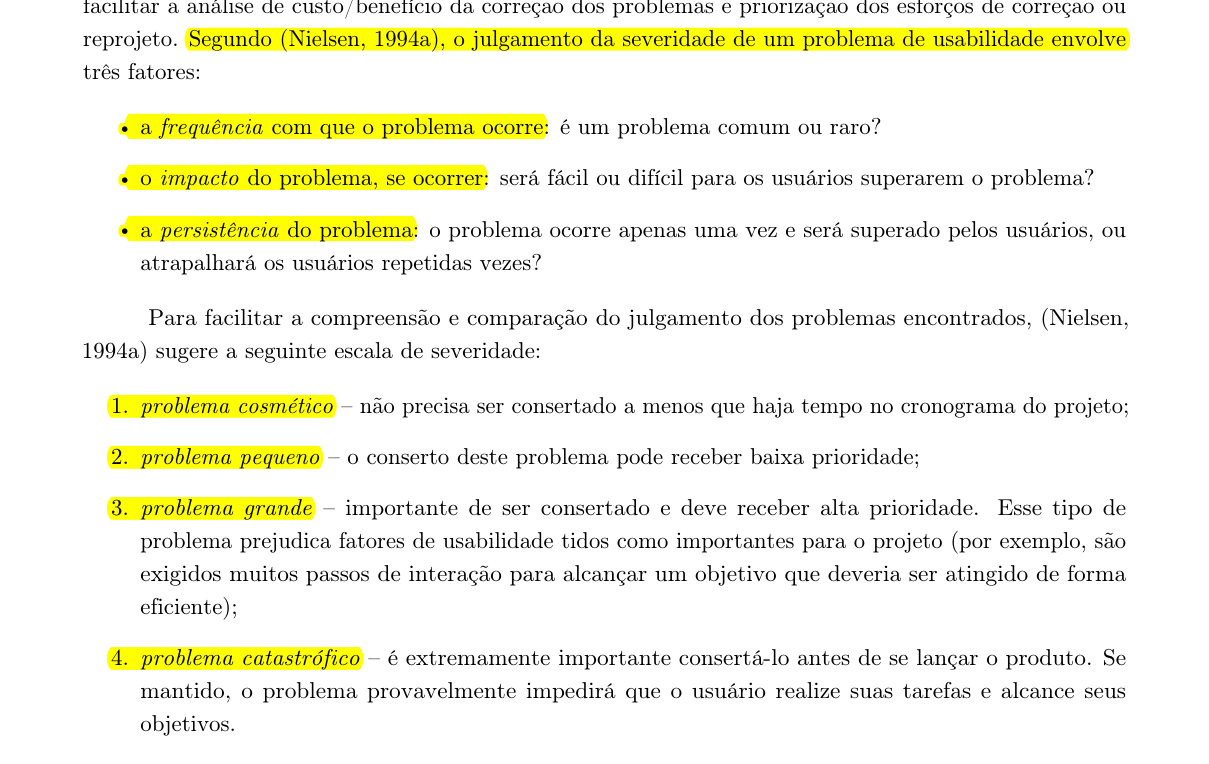 facilitar a análise de custo/benefício da correção dos problemas e priorização dos esforços de correção ou
reprojeto. Segundo (Nielsen, 1994a), o julgamento da severidade de um problema de usabilidade envolve
três fatores:
• a frequência com que o problema ocorre: é um problema comum ou raro?
• o impacto do problema, se ocorrer: será fácil ou difícil para os usuários superarem o problema?
• a persistência do problema: o problema ocorre apenas uma vez e será superado pelos usuários, ou
atrapalhará os usuários repetidas vezes?
Para facilitar a compreensão e comparação do julgamento dos problemas encontrados, (Nielsen,
1994a) sugere a seguinte escala de severidade:
1. problema cosmético – não precisa ser consertado a menos que haja tempo no cronograma do projeto;
2. problema pequeno – o conserto deste problema pode receber baixa prioridade;
3. problema grande – importante de ser consertado e deve receber alta prioridade. Esse tipo de
problema prejudica fatores de usabilidade tidos como importantes para o projeto (por exemplo, são
exigidos muitos passos de interação para alcançar um objetivo que deveria ser atingido de forma
eficiente);
4. problema catastrófico – é extremamente importante consertá-lo antes de se lançar o produto. Se
mantido, o problema provavelmente impedirá que o usuário realize suas tarefas e alcance seus
objetivos.